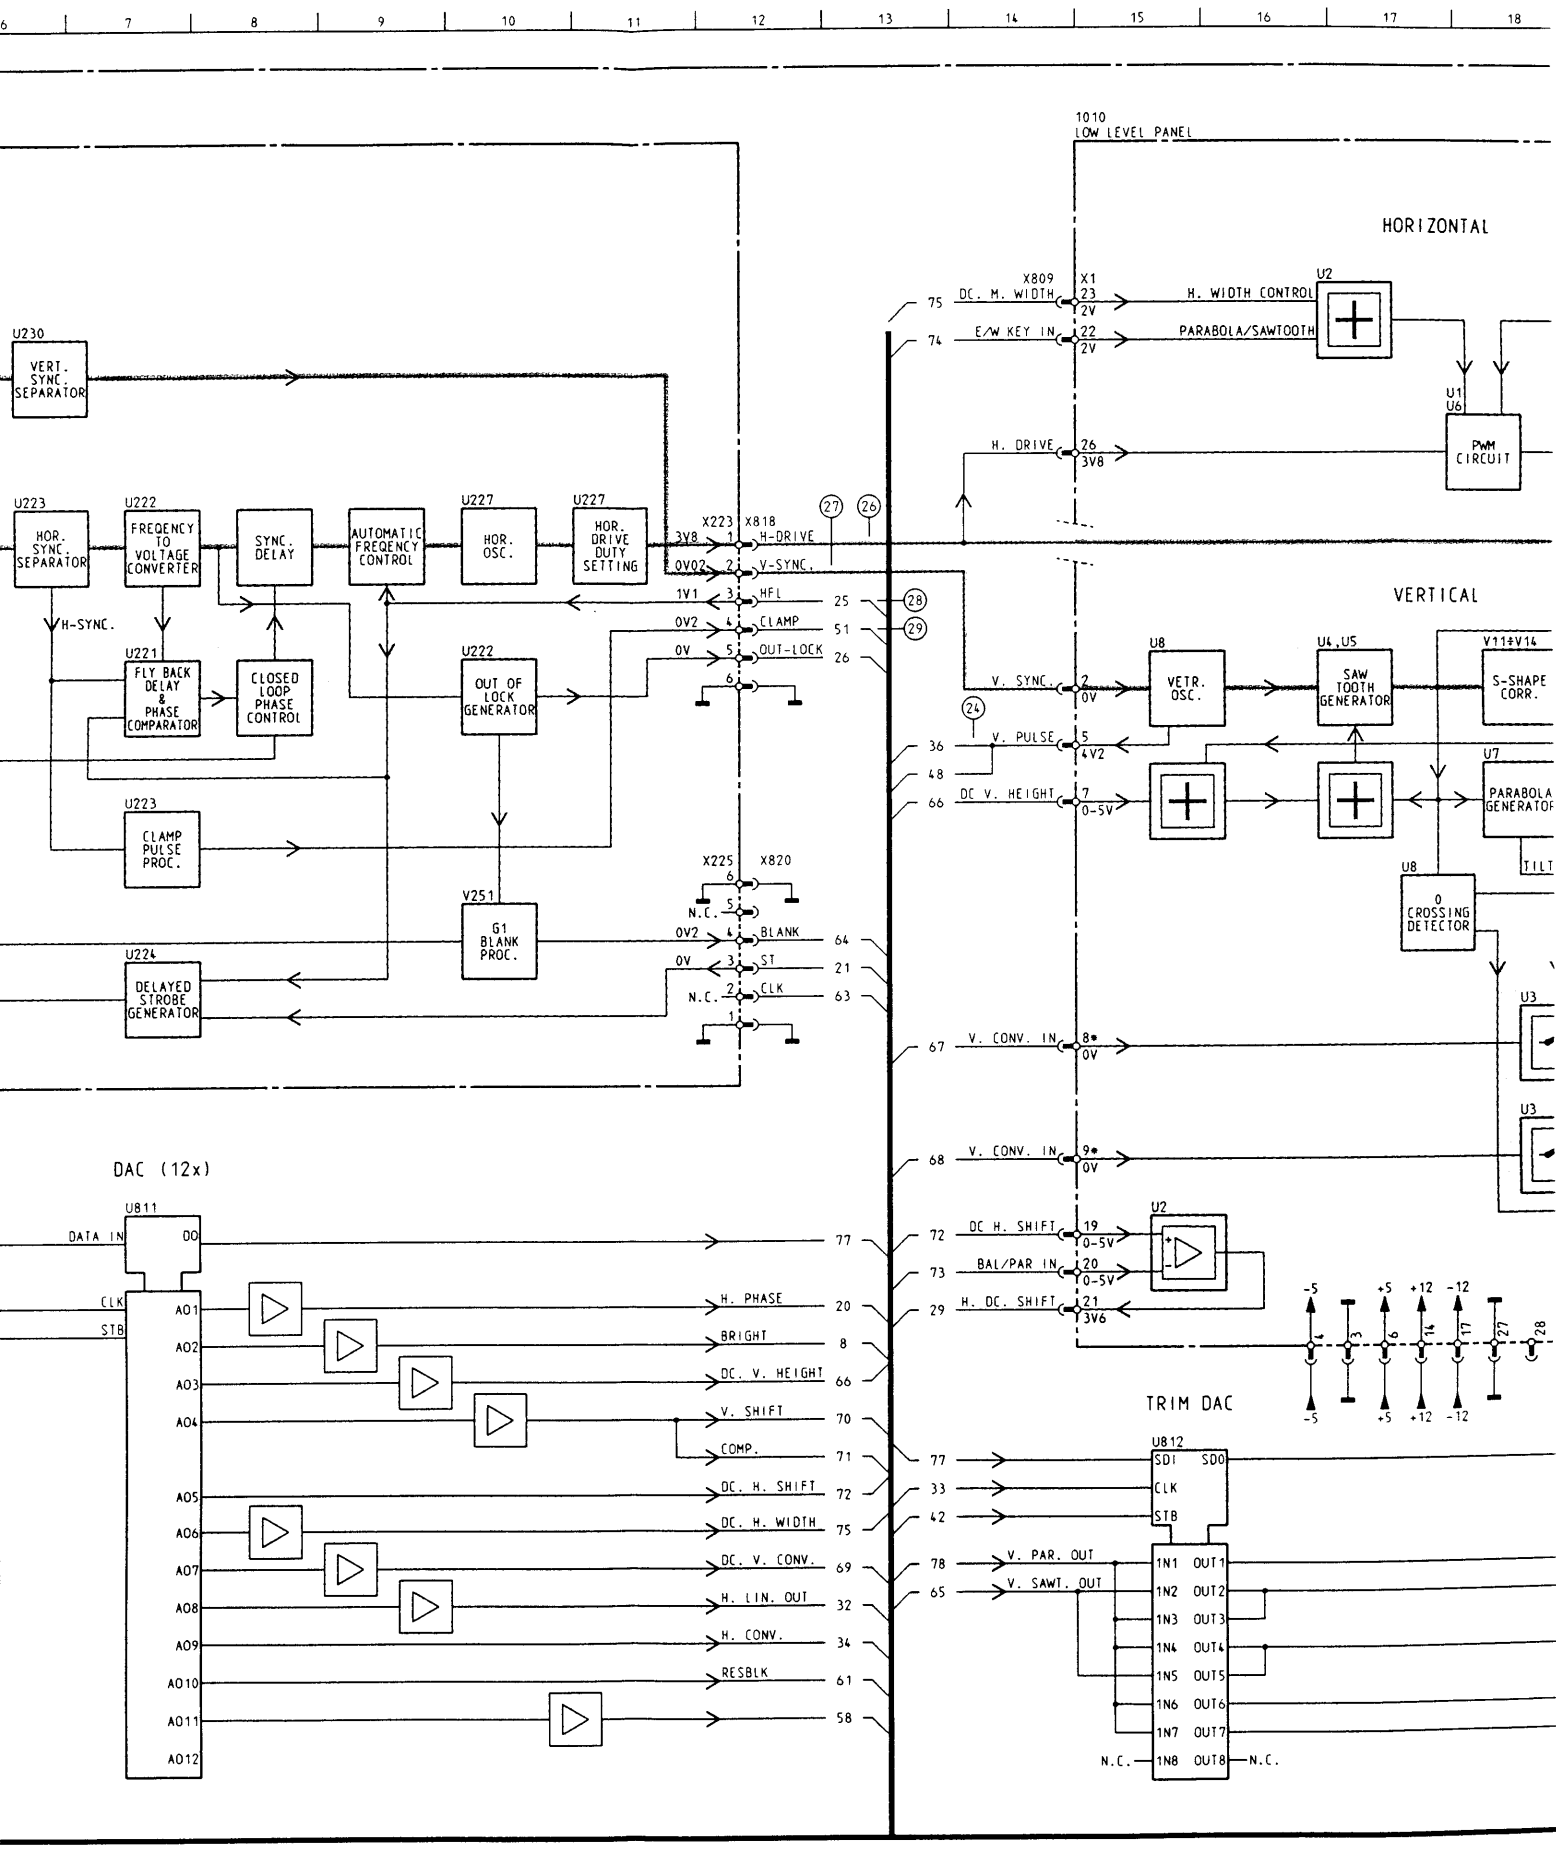 6 7 8 9 10 11 12 13 14 15 16 17 18
1010
LOW LEVEL PANEL
HORIZONTAL
U230
VERT.
SYNC.
SEPARATOR
X809 X1
75 DC. M. WIDTH 23
2V
H. WIDTH CONTROL
U2
74 E/W KEY IN 22
2V
PARABOLA/SAWTOOTH
U1
U6
PWM
CIRCUIT
H. DRIVE 26
3V8
U223
HOR.
SYNC.
SEPARATOR
U222
FREQENCY
TO
VOLTAGE
CONVERTER
SYNC.
DELAY
AUTOMATIC
FREQENCY
CONTROL
U227
HOR.
OSC.
U227
HOR.
DRIVE
DUTY
SETTING
X223 X818
3V8 1 H-DRIVE
27 26
0V02 2 V-SYNC.
1V1 3 HFL 25 28
0V2 4 CLAMP 51 29
0V 5 OUT-LOCK 26
6
H-SYNC.
U221
FLY BACK
DELAY
&
PHASE
COMPARATOR
CLOSED
LOOP
PHASE
CONTROL
U222
OUT OF
LOCK
GENERATOR
VERTICAL
V. SYNC. 2
0V
U8
VETR.
OSC.
U4,U5
SAW
TOOTH
GENERATOR
V11÷V14
S-SHAPE
CORR.
24
36 V. PULSE 5
4V2
48
66 DC V. HEIGHT 7
0-5V
U7
PARABOLA
GENERATOR
TILT
U8
0
CROSSING
DETECTOR
U223
CLAMP
PULSE
PROC.
X225 X820
6
N.C. 5
V251
G1
BLANK
PROC.
0V2 4 BLANK 64
0V 3 ST 21
N.C. 2 CLK 63
1
U224
DELAYED
STROBE
GENERATOR
67 V. CONV. IN 8*
0V
U3
68 V. CONV. IN 9*
0V
U3
DAC (12x)
U811
DATA IN DO
77
CLK
STB
AO1 H. PHASE 20
AO2 BRIGHT 8
AO3 DC. V. HEIGHT 66
AO4 V. SHIFT 70
COMP. 71
AO5 DC. H. SHIFT 72
AO6 DC. H. WIDTH 75
AO7 DC. V. CONV. 69
AO8 H. LIN. OUT 32
AO9 H. CONV. 34
AO10 RESBLK 61
AO11 58
AO12
72 DC H. SHIFT 19
0-5V
73 BAL/PAR IN 20
0-5V
29 H. DC. SHIFT 21
3V6
U2
+
-
-5 +5 +12 -12
4 3 6 14 17 27 28
-5 +5 +12 -12
TRIM DAC
U812
77 SDI SDO
33 CLK
42 STB
78 V. PAR. OUT 1N1 OUT1
65 V. SAWT. OUT 1N2 OUT2
1N3 OUT3
1N4 OUT4
1N5 OUT5
1N6 OUT6
1N7 OUT7
N.C. 1N8 OUT8 N.C.